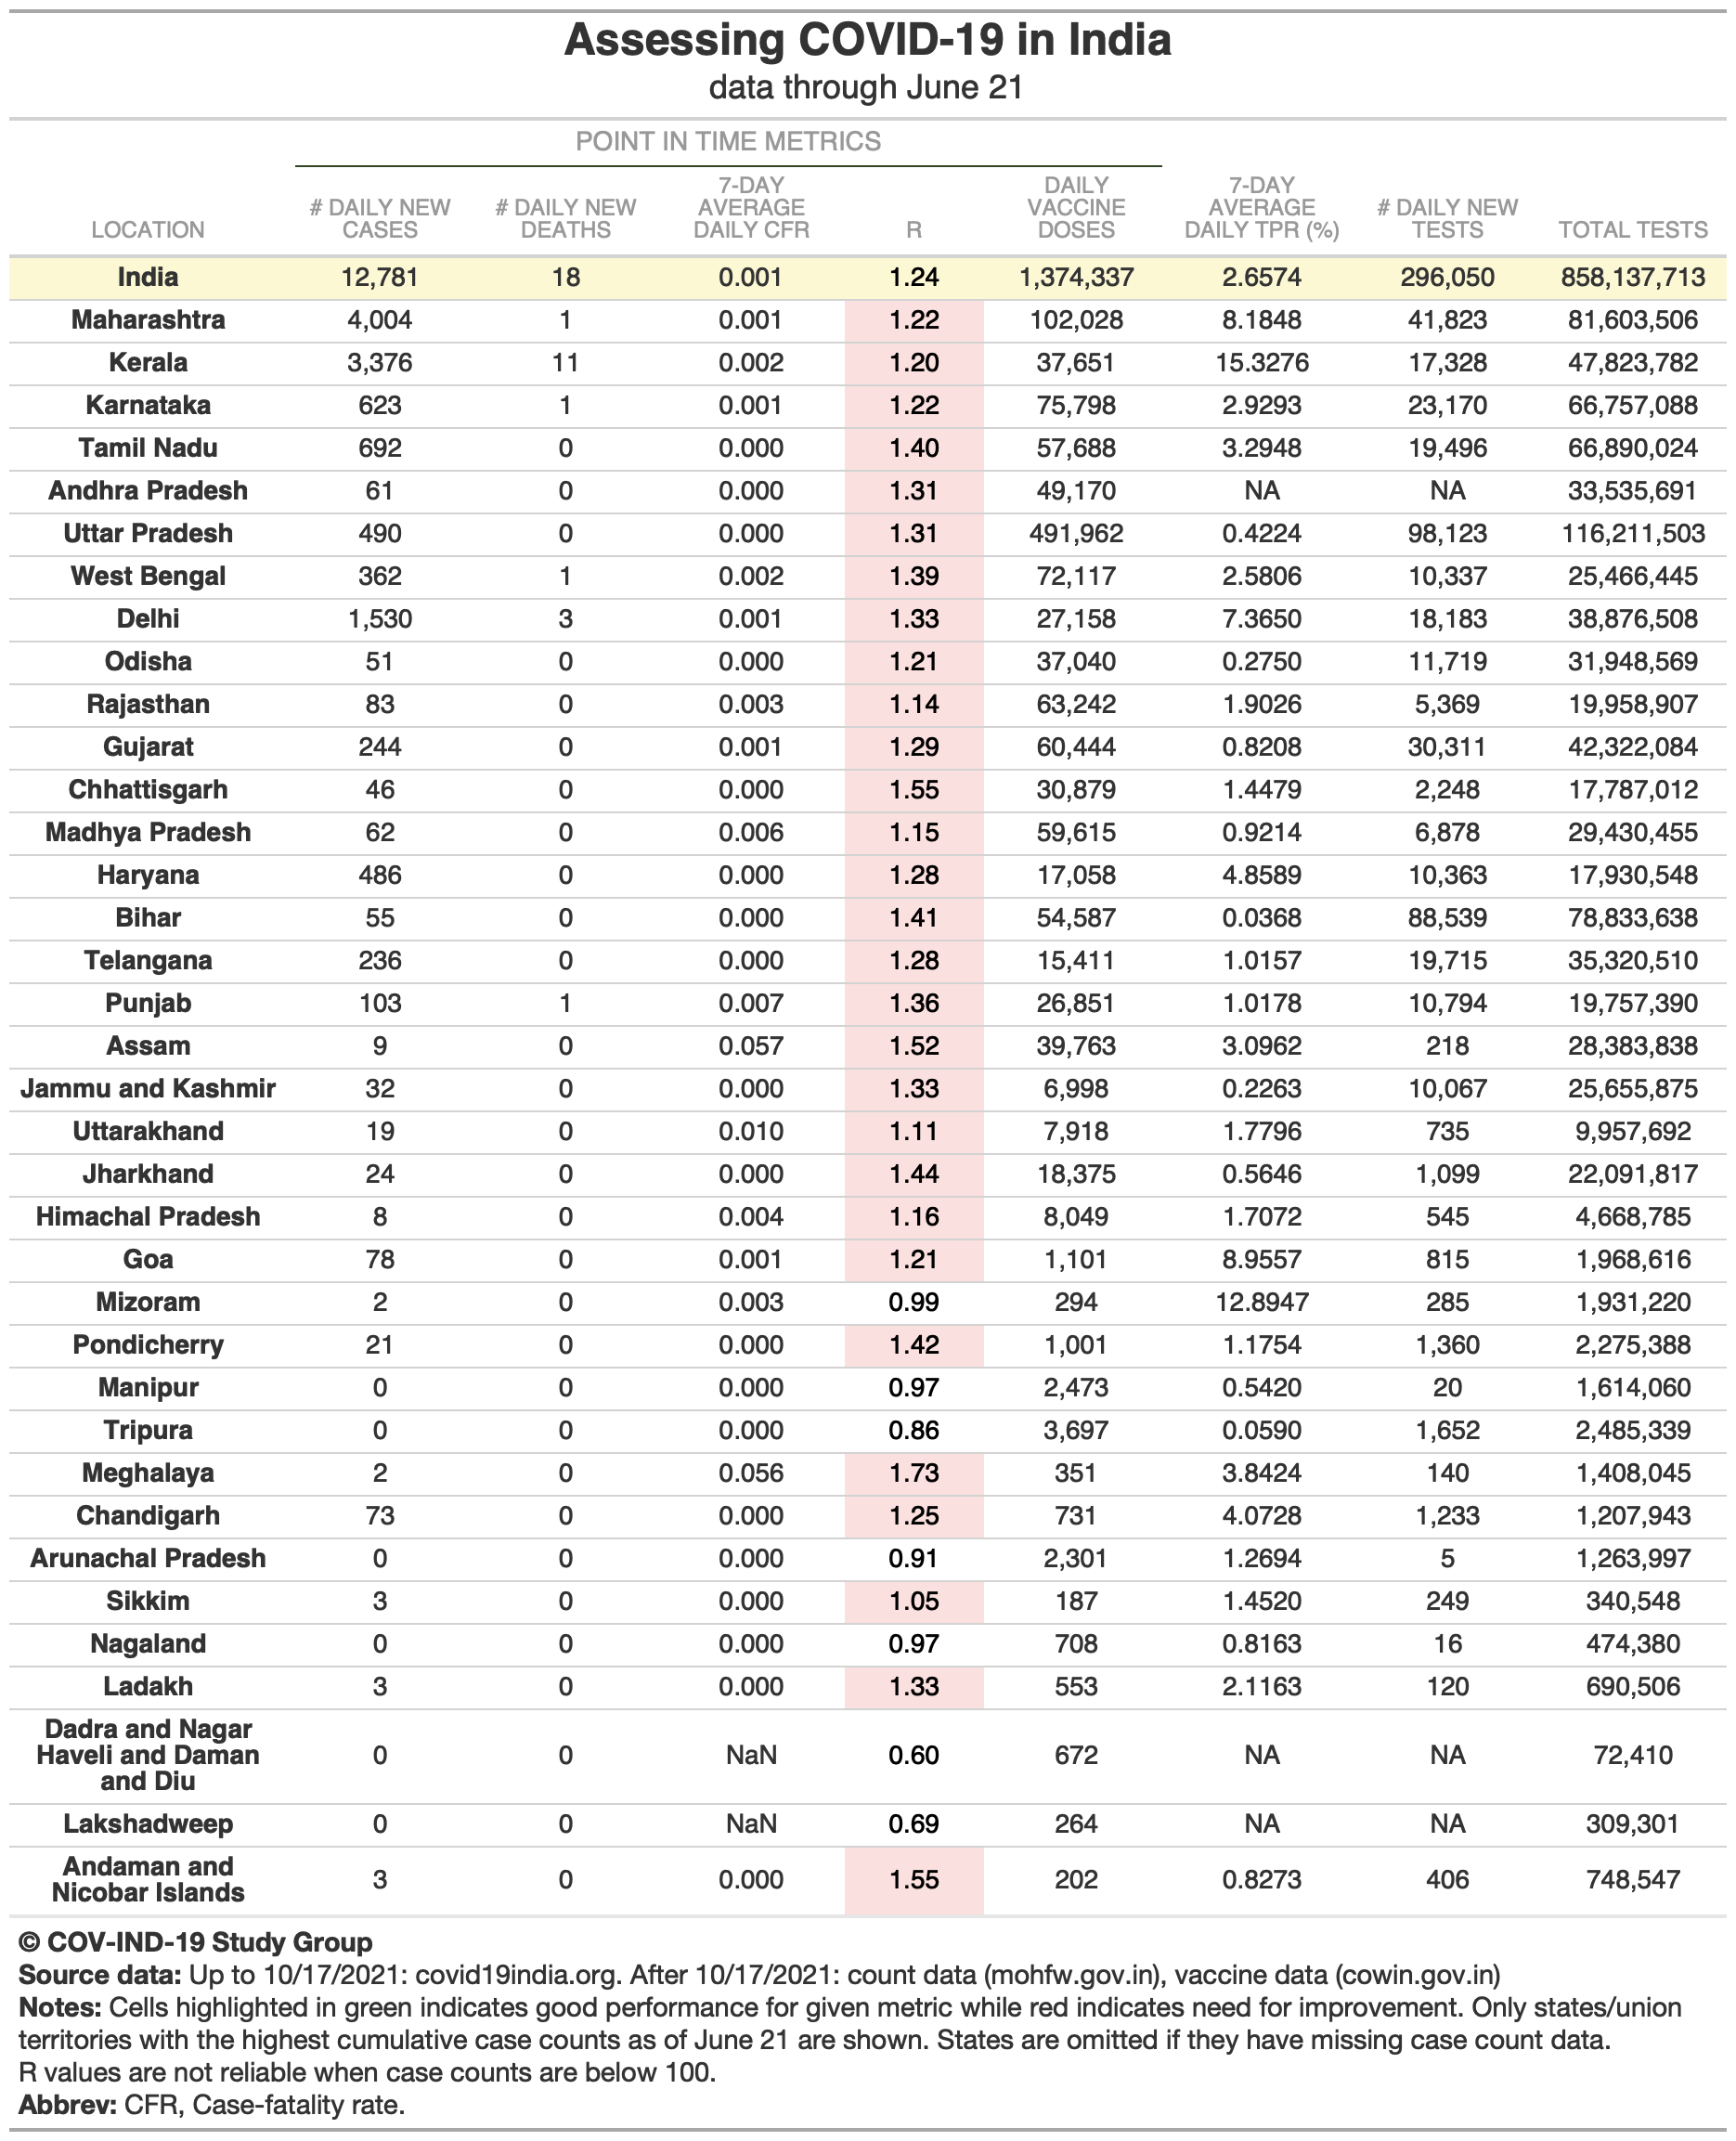 Assessing COVID-19 in India
data through June 21
POINT IN TIME METRICS
LOCATION # DAILY NEW CASES # DAILY NEW DEATHS 7-DAY AVERAGE DAILY CFR R DAILY VACCINE DOSES 7-DAY AVERAGE DAILY TPR (%) # DAILY NEW TESTS TOTAL TESTS
India 12,781 18 0.001 1.24 1,374,337 2.6574 296,050 858,137,713
Maharashtra 4,004 1 0.001 1.22 102,028 8.1848 41,823 81,603,506
Kerala 3,376 11 0.002 1.20 37,651 15.3276 17,328 47,823,782
Karnataka 623 1 0.001 1.22 75,798 2.9293 23,170 66,757,088
Tamil Nadu 692 0 0.000 1.40 57,688 3.2948 19,496 66,890,024
Andhra Pradesh 61 0 0.000 1.31 49,170 NA NA 33,535,691
Uttar Pradesh 490 0 0.000 1.31 491,962 0.4224 98,123 116,211,503
West Bengal 362 1 0.002 1.39 72,117 2.5806 10,337 25,466,445
Delhi 1,530 3 0.001 1.33 27,158 7.3650 18,183 38,876,508
Odisha 51 0 0.000 1.21 37,040 0.2750 11,719 31,948,569
Rajasthan 83 0 0.003 1.14 63,242 1.9026 5,369 19,958,907
Gujarat 244 0 0.001 1.29 60,444 0.8208 30,311 42,322,084
Chhattisgarh 46 0 0.000 1.55 30,879 1.4479 2,248 17,787,012
Madhya Pradesh 62 0 0.006 1.15 59,615 0.9214 6,878 29,430,455
Haryana 486 0 0.000 1.28 17,058 4.8589 10,363 17,930,548
Bihar 55 0 0.000 1.41 54,587 0.0368 88,539 78,833,638
Telangana 236 0 0.000 1.28 15,411 1.0157 19,715 35,320,510
Punjab 103 1 0.007 1.36 26,851 1.0178 10,794 19,757,390
Assam 9 0 0.057 1.52 39,763 3.0962 218 28,383,838
Jammu and Kashmir 32 0 0.000 1.33 6,998 0.2263 10,067 25,655,875
Uttarakhand 19 0 0.010 1.11 7,918 1.7796 735 9,957,692
Jharkhand 24 0 0.000 1.44 18,375 0.5646 1,099 22,091,817
Himachal Pradesh 8 0 0.004 1.16 8,049 1.7072 545 4,668,785
Goa 78 0 0.001 1.21 1,101 8.9557 815 1,968,616
Mizoram 2 0 0.003 0.99 294 12.8947 285 1,931,220
Pondicherry 21 0 0.000 1.42 1,001 1.1754 1,360 2,275,388
Manipur 0 0 0.000 0.97 2,473 0.5420 20 1,614,060
Tripura 0 0 0.000 0.86 3,697 0.0590 1,652 2,485,339
Meghalaya 2 0 0.056 1.73 351 3.8424 140 1,408,045
Chandigarh 73 0 0.000 1.25 731 4.0728 1,233 1,207,943
Arunachal Pradesh 0 0 0.000 0.91 2,301 1.2694 5 1,263,997
Sikkim 3 0 0.000 1.05 187 1.4520 249 340,548
Nagaland 0 0 0.000 0.97 708 0.8163 16 474,380
Ladakh 3 0 0.000 1.33 553 2.1163 120 690,506
Dadra and Nagar Haveli and Daman and Diu 0 0 NaN 0.60 672 NA NA 72,410
Lakshadweep 0 0 NaN 0.69 264 NA NA 309,301
Andaman and Nicobar Islands 3 0 0.000 1.55 202 0.8273 406 748,547
© COV-IND-19 Study Group
Source data: Up to 10/17/2021: covid19india.org. After 10/17/2021: count data (mohfw.gov.in), vaccine data (cowin.gov.in)
Notes: Cells highlighted in green indicates good performance for given metric while red indicates need for improvement. Only states/union
territories with the highest cumulative case counts as of June 21 are shown. States are omitted if they have missing case count data.
R values are not reliable when case counts are below 100.
Abbrev: CFR, Case-fatality rate.